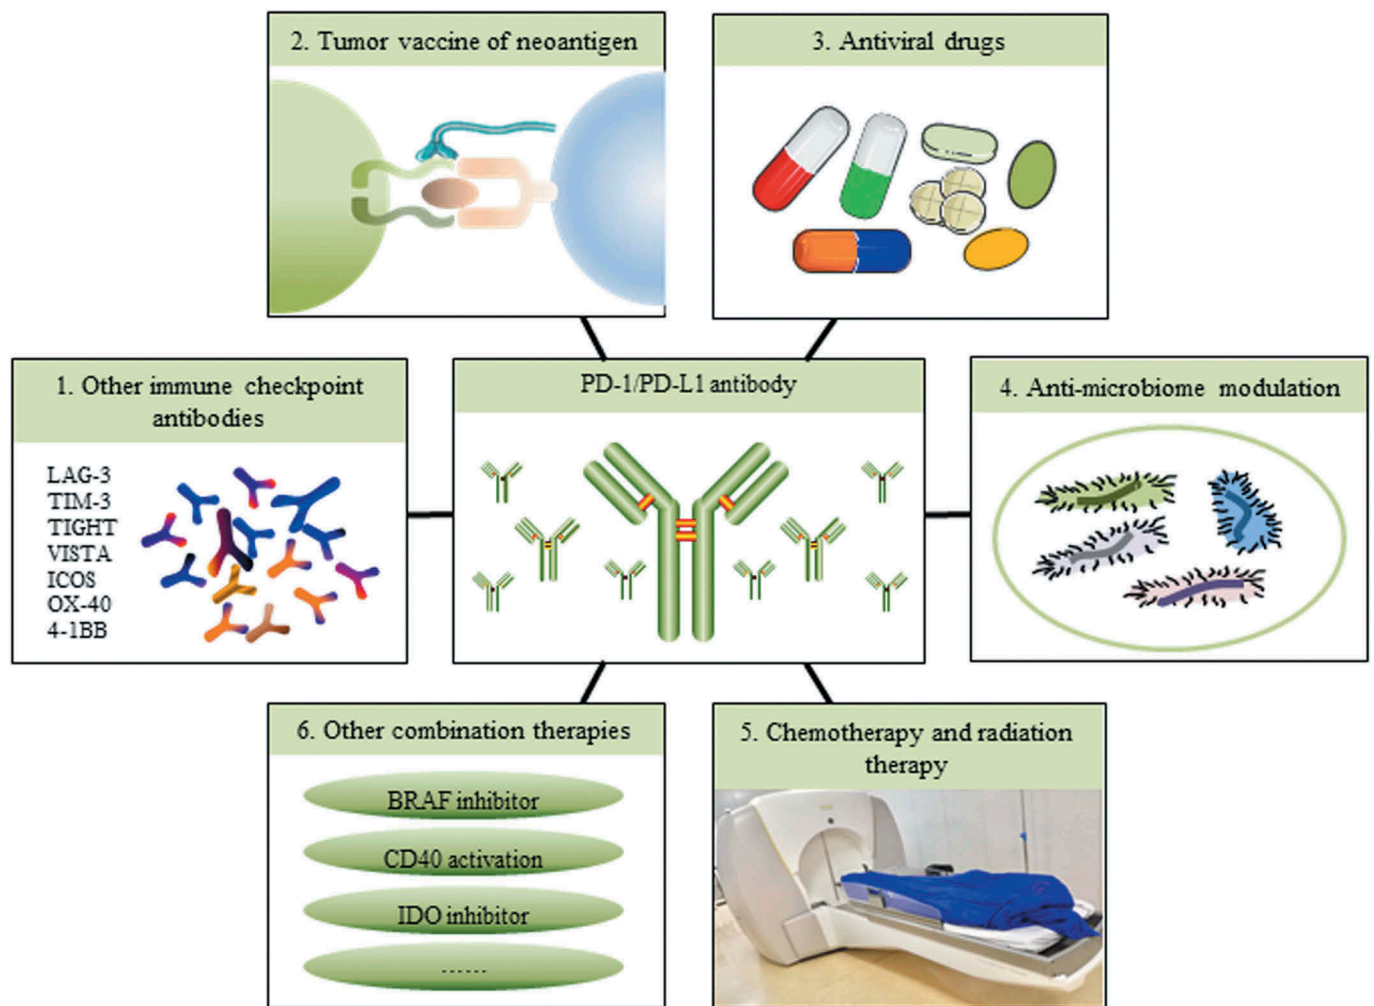 2. Tumor vaccine of neoantigen
3. Antiviral drugs
1. Other immune checkpoint
antibodies
LAG-3
TIM-3
TIGHT
VISTA
ICOS
OX-40
4-1BB
PD-1/PD-L1 antibody
4. Anti-microbiome modulation
6. Other combination therapies
BRAF inhibitor
CD40 activation
IDO inhibitor
......
5. Chemotherapy and radiation
therapy